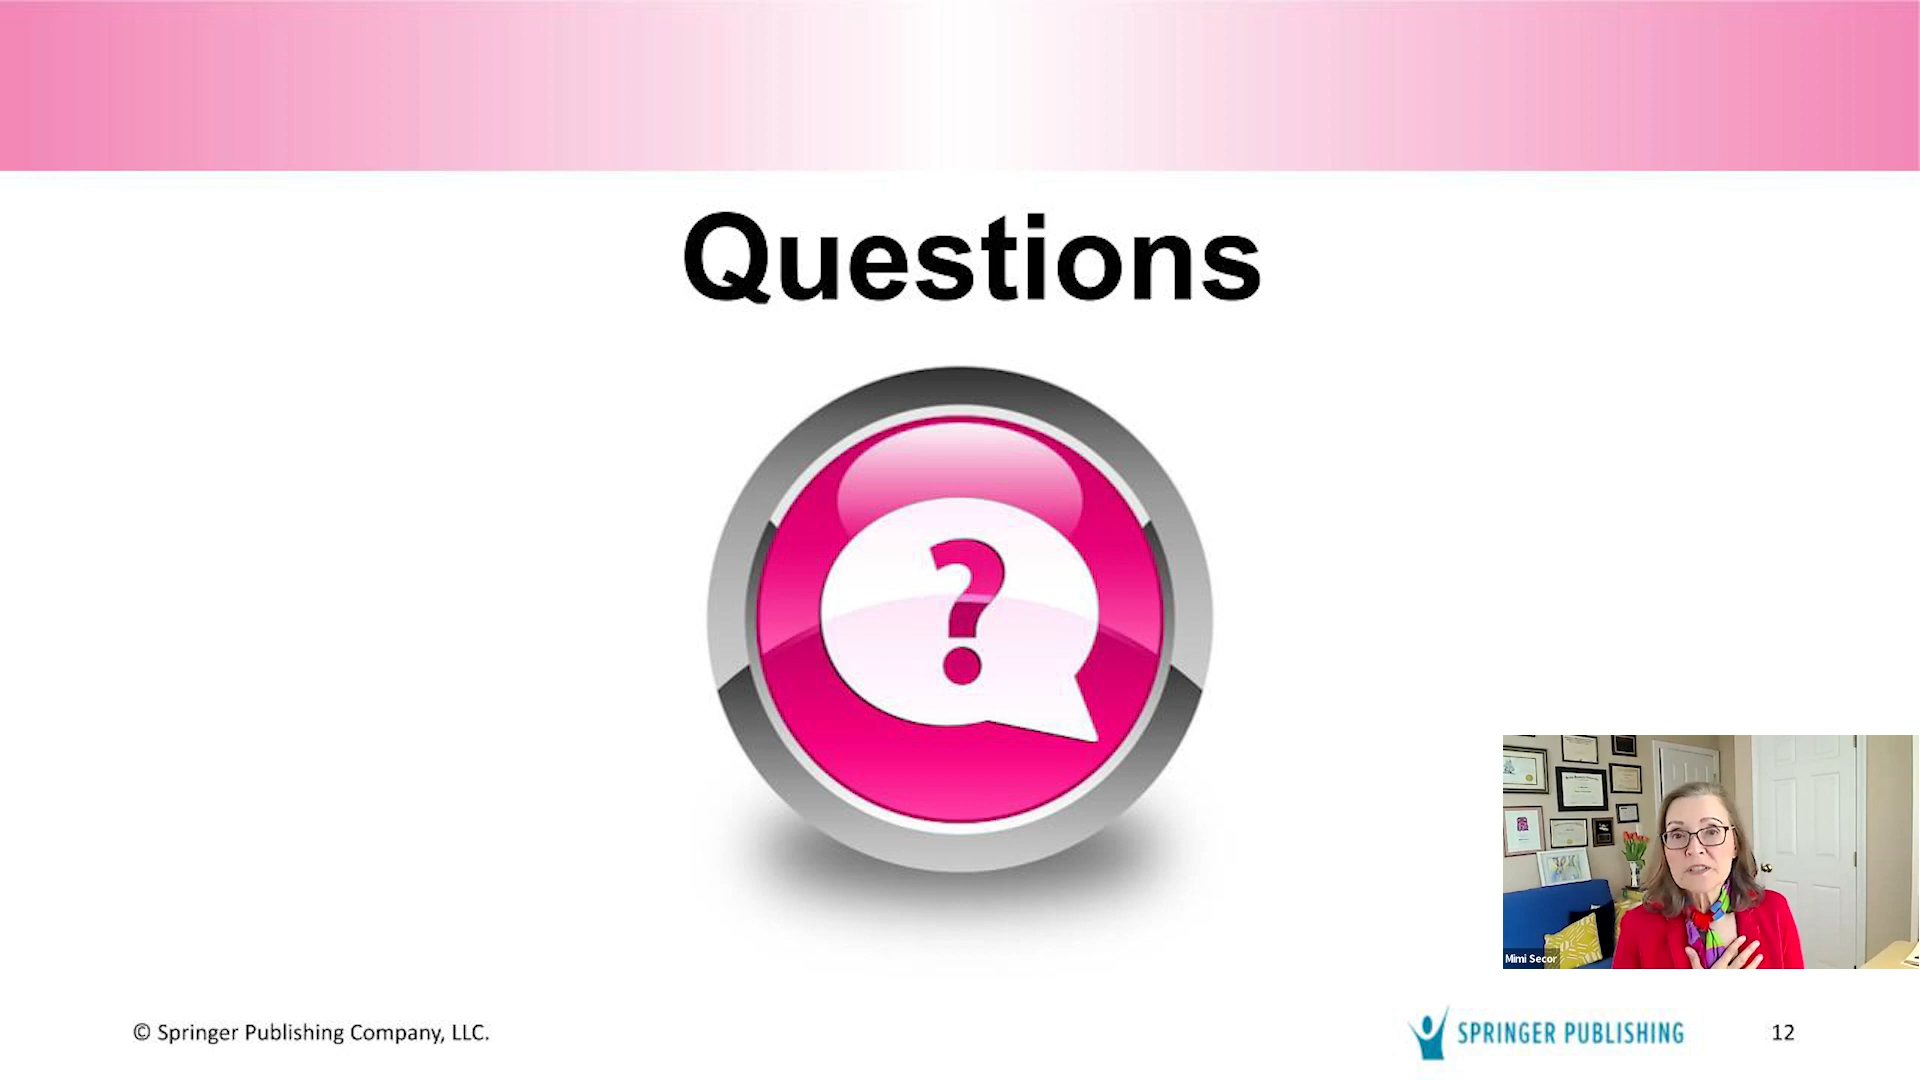 Questions
?
Mimi Secor
© Springer Publishing Company, LLC.
SPRINGER PUBLISHING
12